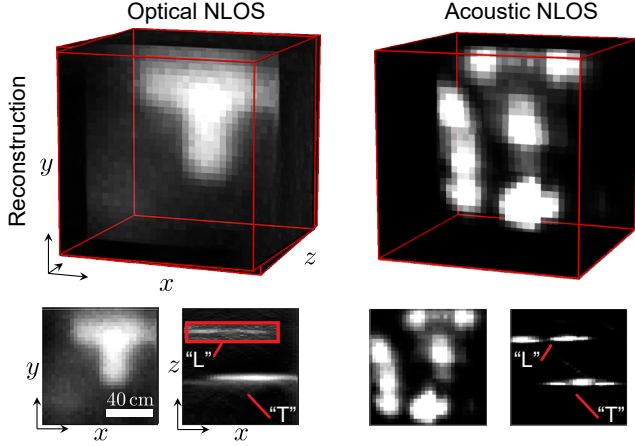 Optical NLOS
Acoustic NLOS
Reconstruction
y
x
z
y
x
40 cm
z
x
"L"
"T"
"L"
"T"